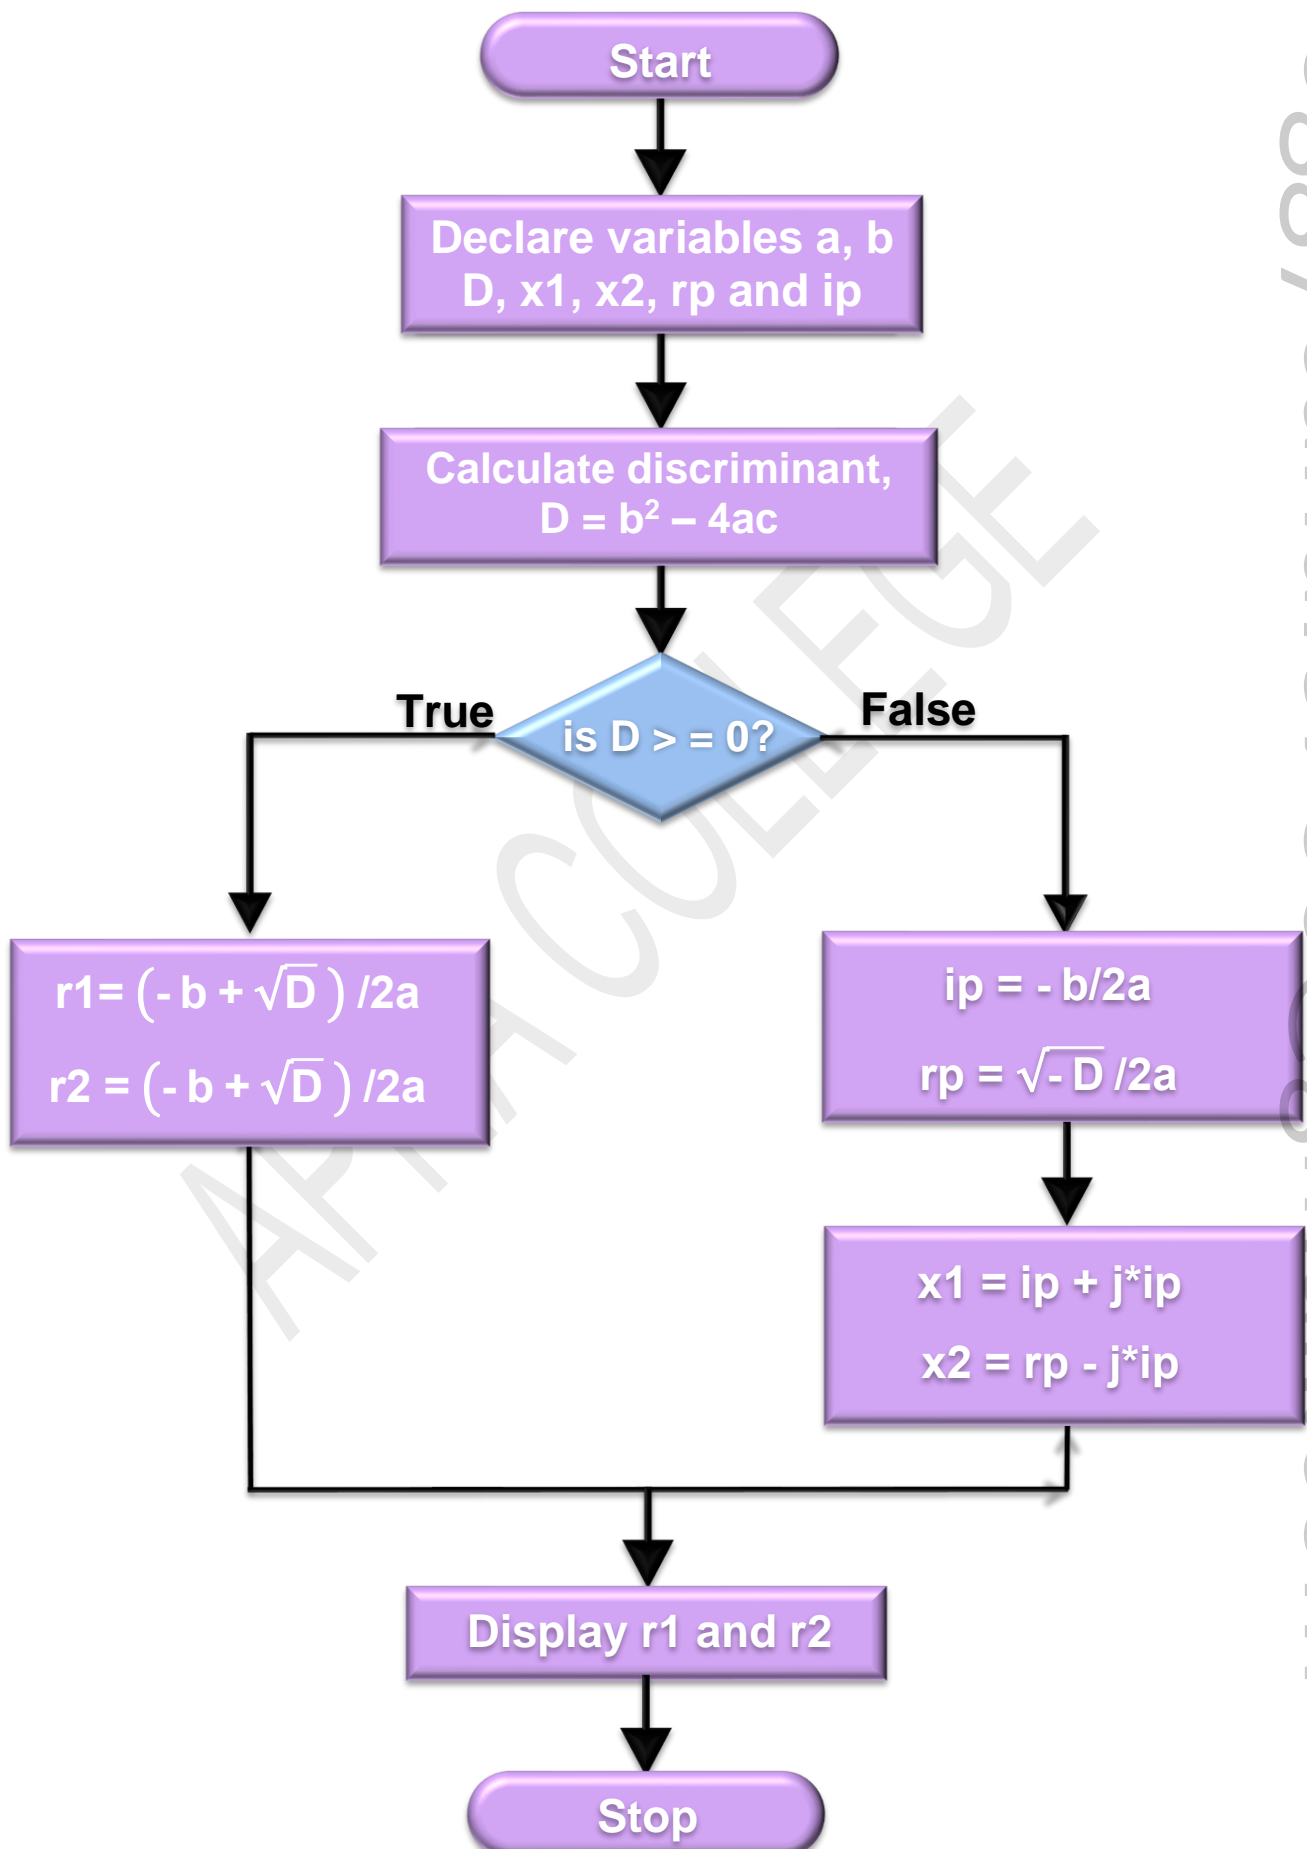 Start
Declare variables a, b
D, x1, x2, rp and ip
Calculate discriminant,
D = b² – 4ac
is D > = 0?
True
False
r1= (- b + √D ) /2a
r2 = (- b + √D ) /2a
ip = - b/2a
rp = √- D /2a
x1 = ip + j*ip
x2 = rp - j*ip
Display r1 and r2
Stop
COLLEGE